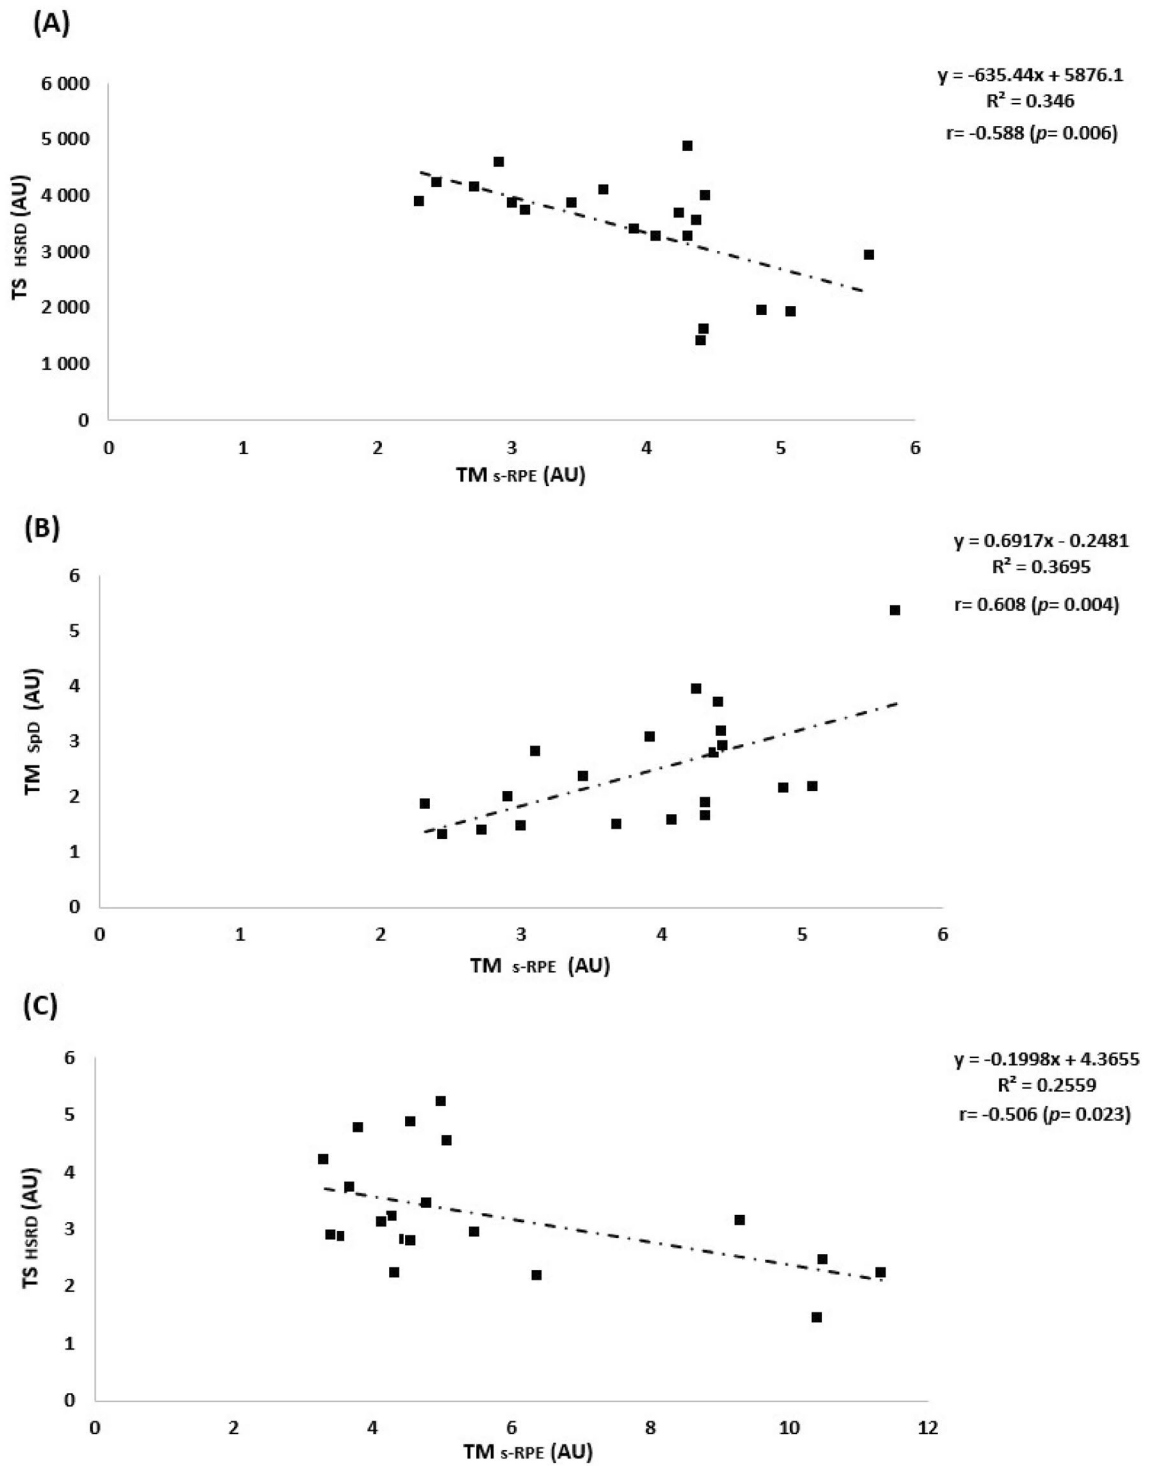 (A)
y = -635.44x + 5876.1
R² = 0.346
r= -0.588 (p= 0.006)
6 000
5 000
4 000
3 000
2 000
1 000
0
TS HSRD (AU)
0 1 2 3 4 5 6
TM s-RPE (AU)
(B)
y = 0.6917x - 0.2481
R² = 0.3695
r= 0.608 (p= 0.004)
6
5
4
3
2
1
0
TM SpD (AU)
0 1 2 3 4 5 6
TM s-RPE (AU)
(C)
y = -0.1998x + 4.3655
R² = 0.2559
r= -0.506 (p= 0.023)
6
5
4
3
2
1
0
TS HSRD (AU)
0 2 4 6 8 10 12
TM s-RPE (AU)